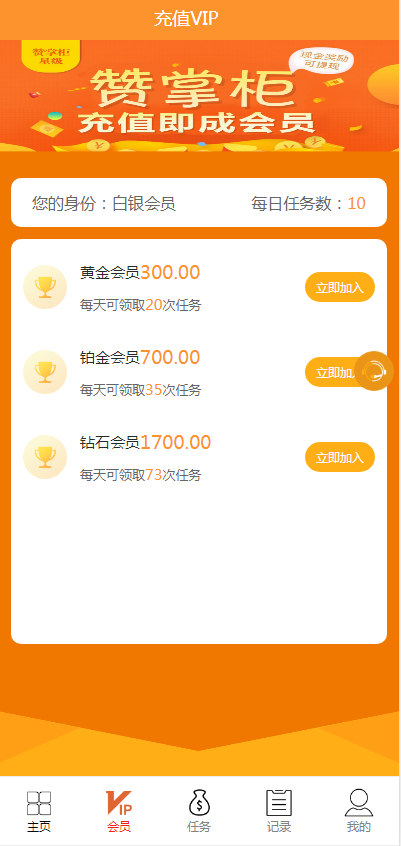 充值VIP
赞掌柜
星级
现金奖励
可提现
赞掌柜
充值即成会员
您的身份：白银会员
每日任务数：10
黄金会员300.00
每天可领取20次任务
立即加入
铂金会员700.00
每天可领取35次任务
立即加
钻石会员1700.00
每天可领取73次任务
立即加入
VIP
主页
会员
任务
记录
我的